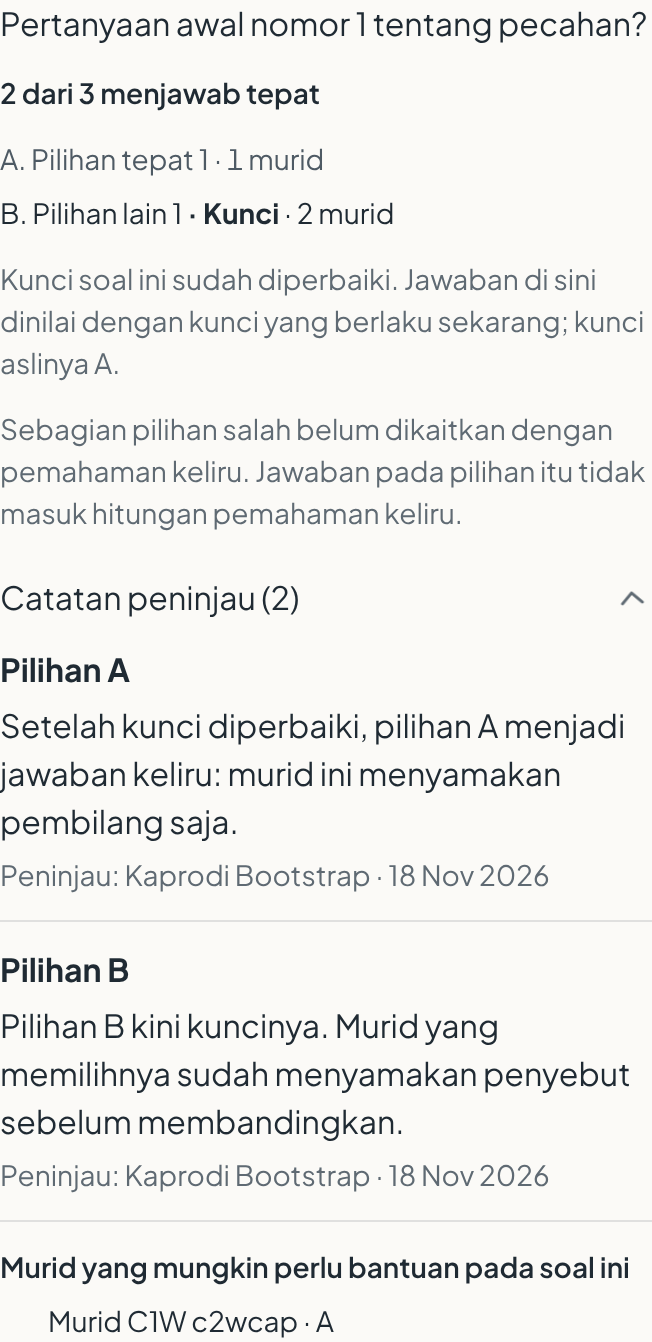 Pertanyaan awal nomor 1 tentang pecahan?
2 dari 3 menjawab tepat
A. Pilihan tepat 1 · 1 murid
B. Pilihan lain 1 · Kunci · 2 murid
Kunci soal ini sudah diperbaiki. Jawaban di sini
dinilai dengan kunci yang berlaku sekarang; kunci
aslinya A.
Sebagian pilihan salah belum dikaitkan dengan
pemahaman keliru. Jawaban pada pilihan itu tidak
masuk hitungan pemahaman keliru.
Catatan peninjau (2)
Pilihan A
Setelah kunci diperbaiki, pilihan A menjadi
jawaban keliru: murid ini menyamakan
pembilang saja.
Peninjau: Kaprodi Bootstrap · 18 Nov 2026
Pilihan B
Pilihan B kini kuncinya. Murid yang
memilihnya sudah menyamakan penyebut
sebelum membandingkan.
Peninjau: Kaprodi Bootstrap · 18 Nov 2026
Murid yang mungkin perlu bantuan pada soal ini
Murid C1W c2wcap · A